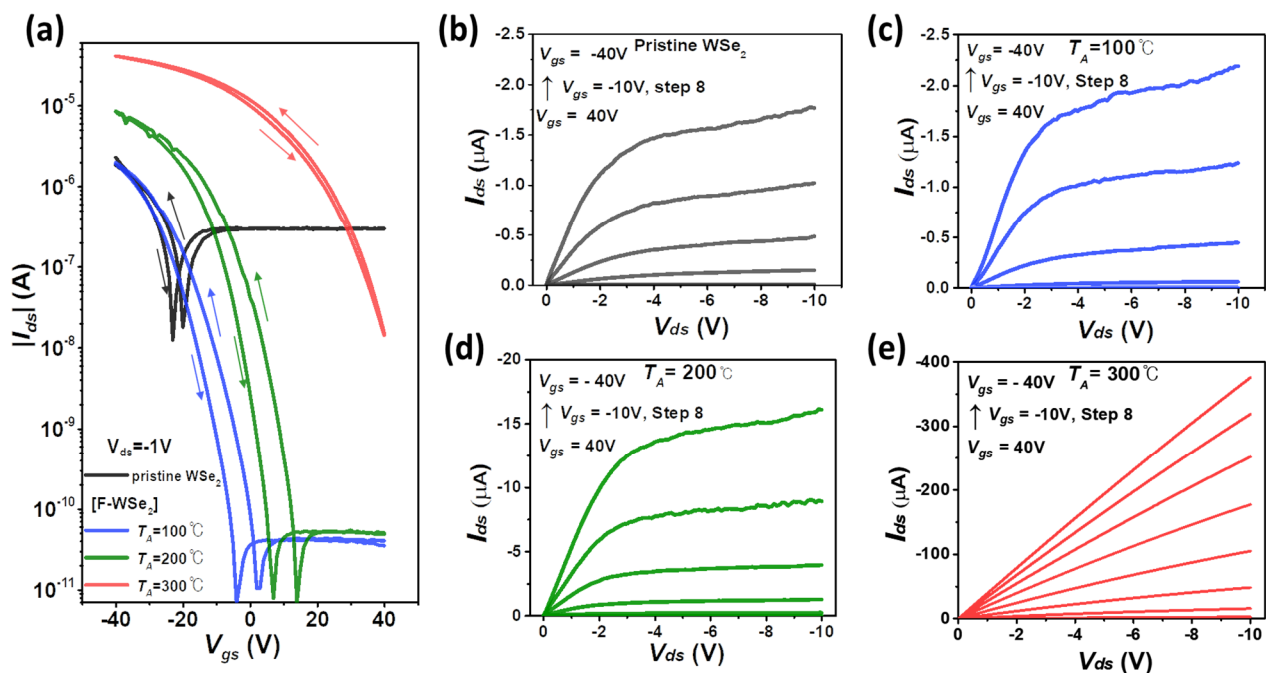 (a)
|Ids| (A)
10-5
10-6
10-7
10-8
10-9
10-10
10-11
Vds=-1V
pristine WSe2
[F-WSe2]
TA=100℃
TA=200℃
TA=300℃
-40 -20 0 20 40
Vgs (V)
(b)
Pristine WSe2
Vgs = -40V
↑ Vgs = -10V, step 8
Vgs = 40V
Ids (μA)
-2.5
-2.0
-1.5
-1.0
-0.5
0.0
0 -2 -4 -6 -8 -10
Vds (V)
(c)
TA=100℃
Vgs = -40V
↑ Vgs = -10V, Step 8
Vgs = 40V
Ids (μA)
-2.5
-2.0
-1.5
-1.0
-0.5
0.0
0 -2 -4 -6 -8 -10
Vds (V)
(d)
TA= 200℃
Vgs = - 40V
↑ Vgs = -10V, Step 8
Vgs = 40V
Ids (μA)
-20
-15
-10
-5
0
0 -2 -4 -6 -8 -10
Vds (V)
(e)
TA= 300℃
Vgs = - 40V
↑ Vgs = -10V, Step 8
Vgs = 40V
Ids (μA)
-400
-300
-200
-100
0
0 -2 -4 -6 -8 -10
Vds (V)